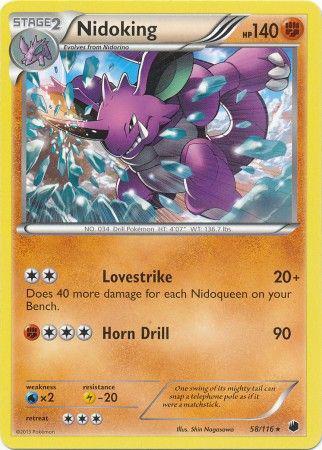 STAGE2
Nidoking
HP140
Evolves from Nidorino
NO. 034 Drill Pokémon HT: 4'07" WT: 136.7 lbs
Lovestrike 20+
Does 40 more damage for each Nidoqueen on your
Bench.
Horn Drill 90
weakness
resistance
×2
-20
retreat
One swing of its mighty tail can
snap a telephone pole as if it
were a matchstick.
©2013 Pokémon
Illus. Shin Nagasawa
58/116 ★